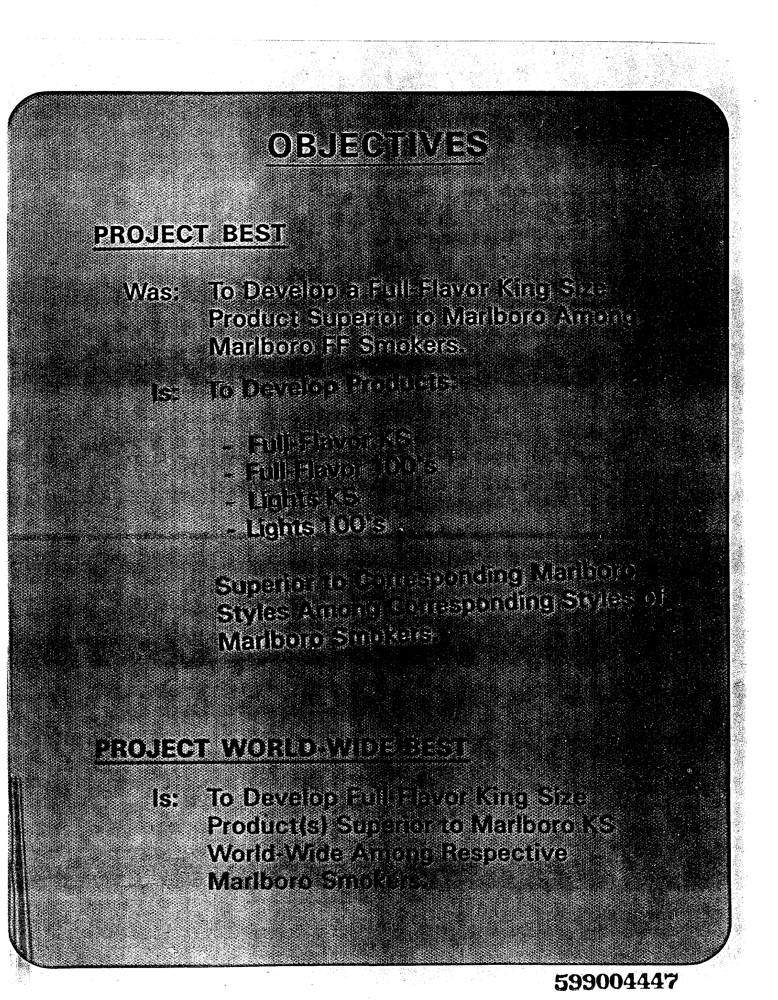 OBJECTIVES
PROJECT BEST
Was: To Develop a Full Flavor King Size
Product Superior to Marlboro Among
Marlboro FF Smokers.
Is: To Develop Products:
- Full Flavor KS
- Full Flavor 100's
- Lights KS
- Lights 100's
Superior to Corresponding Marlboro
Styles Among Corresponding Styles of
Marlboro Smokers.
PROJECT WORLD-WIDE BEST
Is: To Develop Full Flavor King Size
Product(s) Superior to Marlboro KS
World-Wide Among Respective
Marlboro Smokers.
599004447